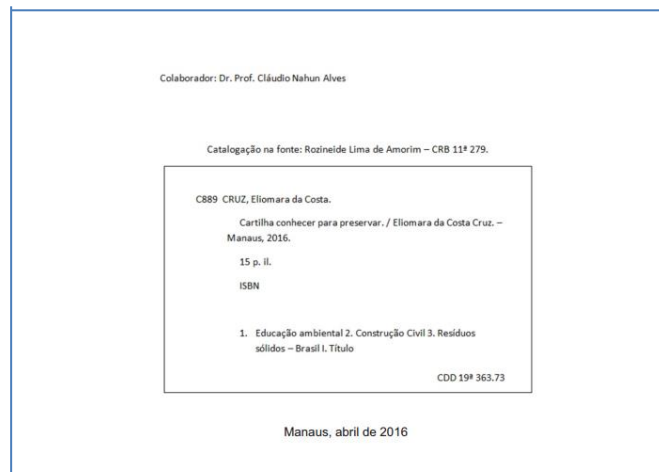 Colaborador: Dr. Prof. Cláudio Nahun Alves
Catalogação na fonte: Rozineide Lima de Amorim – CRB 11ª 279.
C889 CRUZ, Eliomara da Costa.
Cartilha conhecer para preservar. / Eliomara da Costa Cruz. –
Manaus, 2016.
15 p. il.
ISBN
1. Educação ambiental 2. Construção Civil 3. Resíduos
sólidos – Brasil I. Título
CDD 19ª 363.73
Manaus, abril de 2016